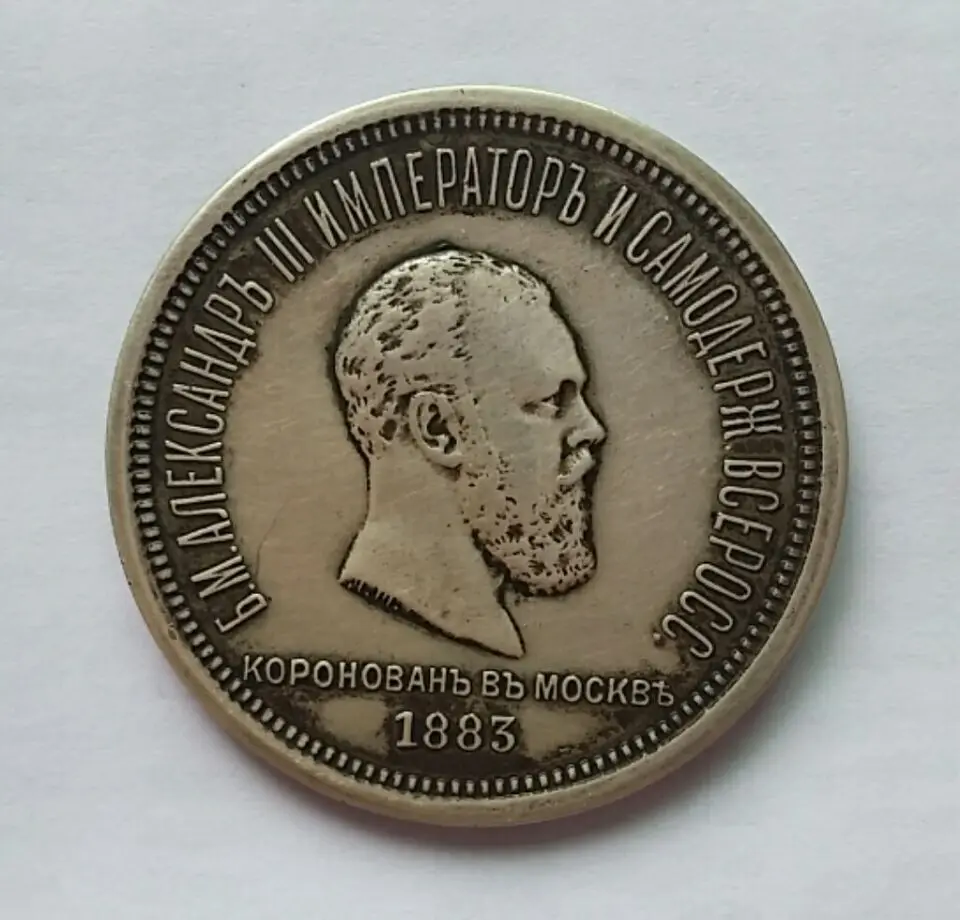 Б.М.АЛЕКСАНДРЪ III ИМПЕРАТОРЪ И САМОДЕРЖ. ВСЕРОСС.
КОРОНОВАНЪ ВЪ МОСКВѢ
1883